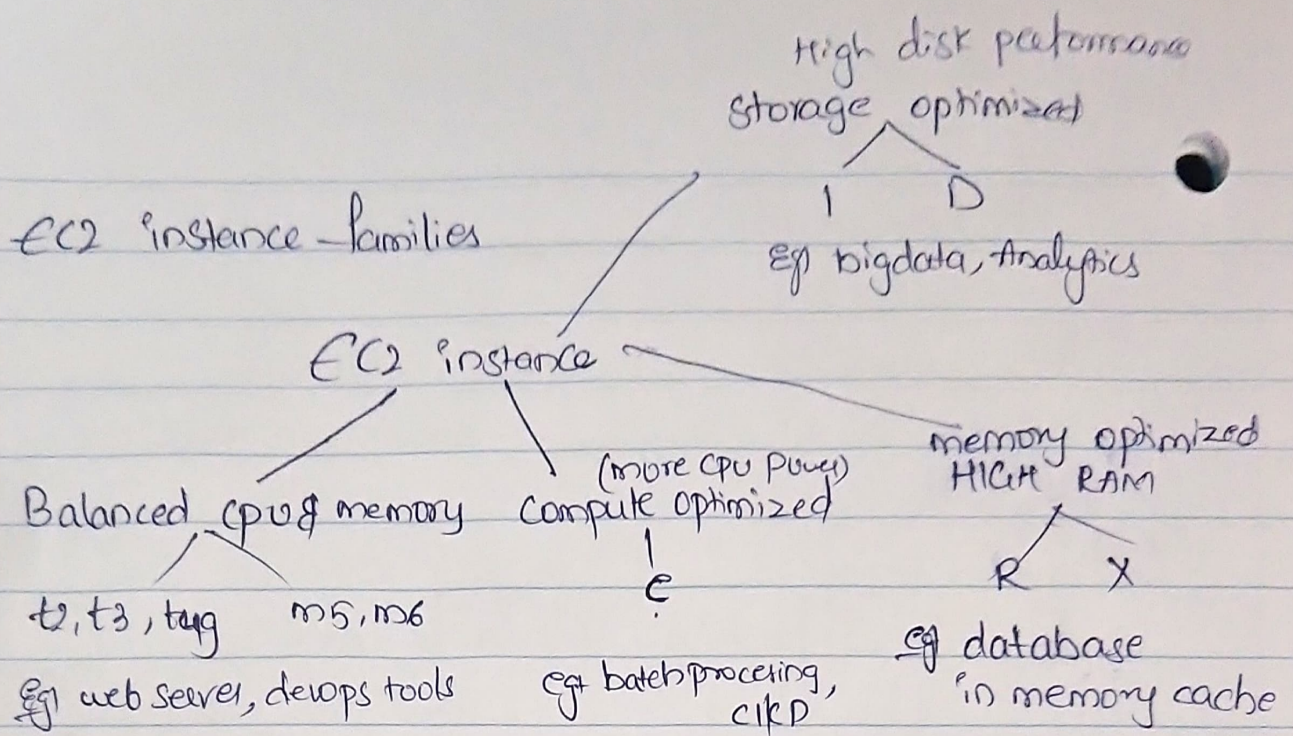 High disk performance
Storage optimized
I D
Eg bigdata, Analytics
EC2 instance families
EC2 instance
memory optimized
HIGH RAM
R X
eg database
in memory cache
(more cpu power)
Compute optimized
C
eg batch processing,
CI/CD
Balanced cpu & memory
t2, t3, t4g m5, m6
Eg web server, devops tools